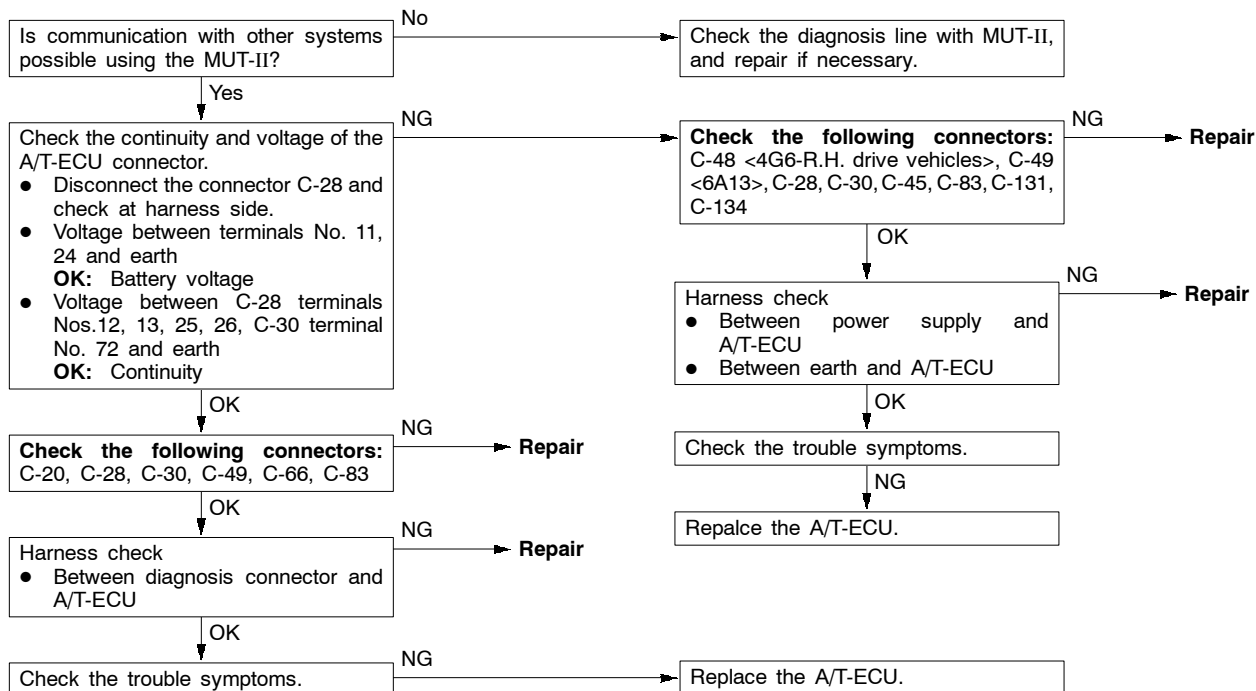 No
Is communication with other systems
possible using the MUT-II?
Check the diagnosis line with MUT-II,
and repair if necessary.
Yes
Check the continuity and voltage of the
A/T-ECU connector.
● Disconnect the connector C-28 and
check at harness side.
● Voltage between terminals No. 11,
24 and earth
OK: Battery voltage
● Voltage between C-28 terminals
Nos.12, 13, 25, 26, C-30 terminal
No. 72 and earth
OK: Continuity
NG
Check the following connectors:
C-48 <4G6-R.H. drive vehicles>, C-49
<6A13>, C-28, C-30, C-45, C-83, C-131,
C-134
NG
Repair
OK
Harness check
● Between power supply and
A/T-ECU
● Between earth and A/T-ECU
NG
Repair
OK
Check the trouble symptoms.
NG
Repalce the A/T-ECU.
OK
Check the following connectors:
C-20, C-28, C-30, C-49, C-66, C-83
NG
Repair
OK
Harness check
● Between diagnosis connector and
A/T-ECU
NG
Repair
OK
Check the trouble symptoms.
NG
Replace the A/T-ECU.